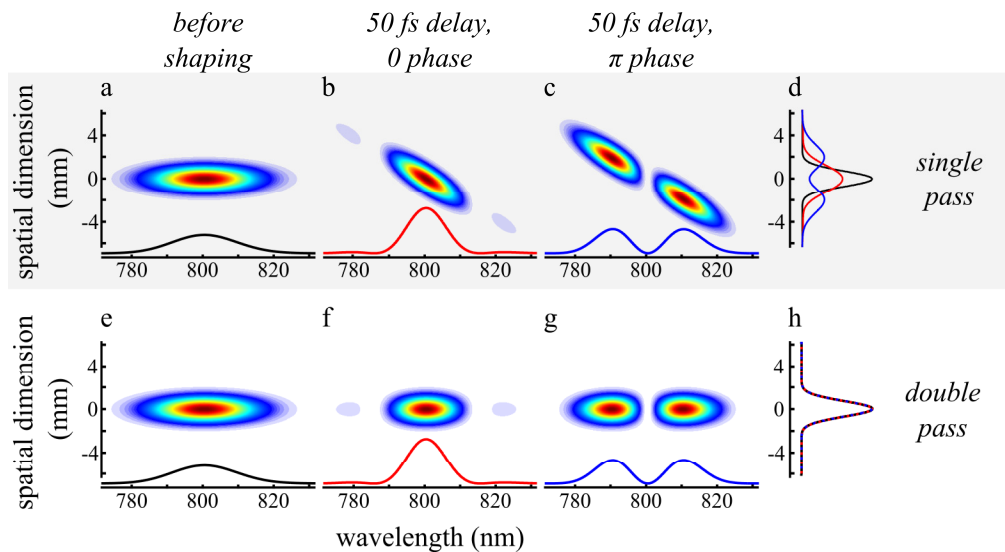 before
shaping
50 fs delay,
0 phase
50 fs delay,
π phase
a
b
c
d
spatial dimension
(mm)
4
0
-4
780
800
820
780
800
820
780
800
820
4
0
-4
single
pass
e
f
g
h
spatial dimension
(mm)
4
0
-4
780
800
820
780
800
820
780
800
820
4
0
-4
double
pass
wavelength (nm)